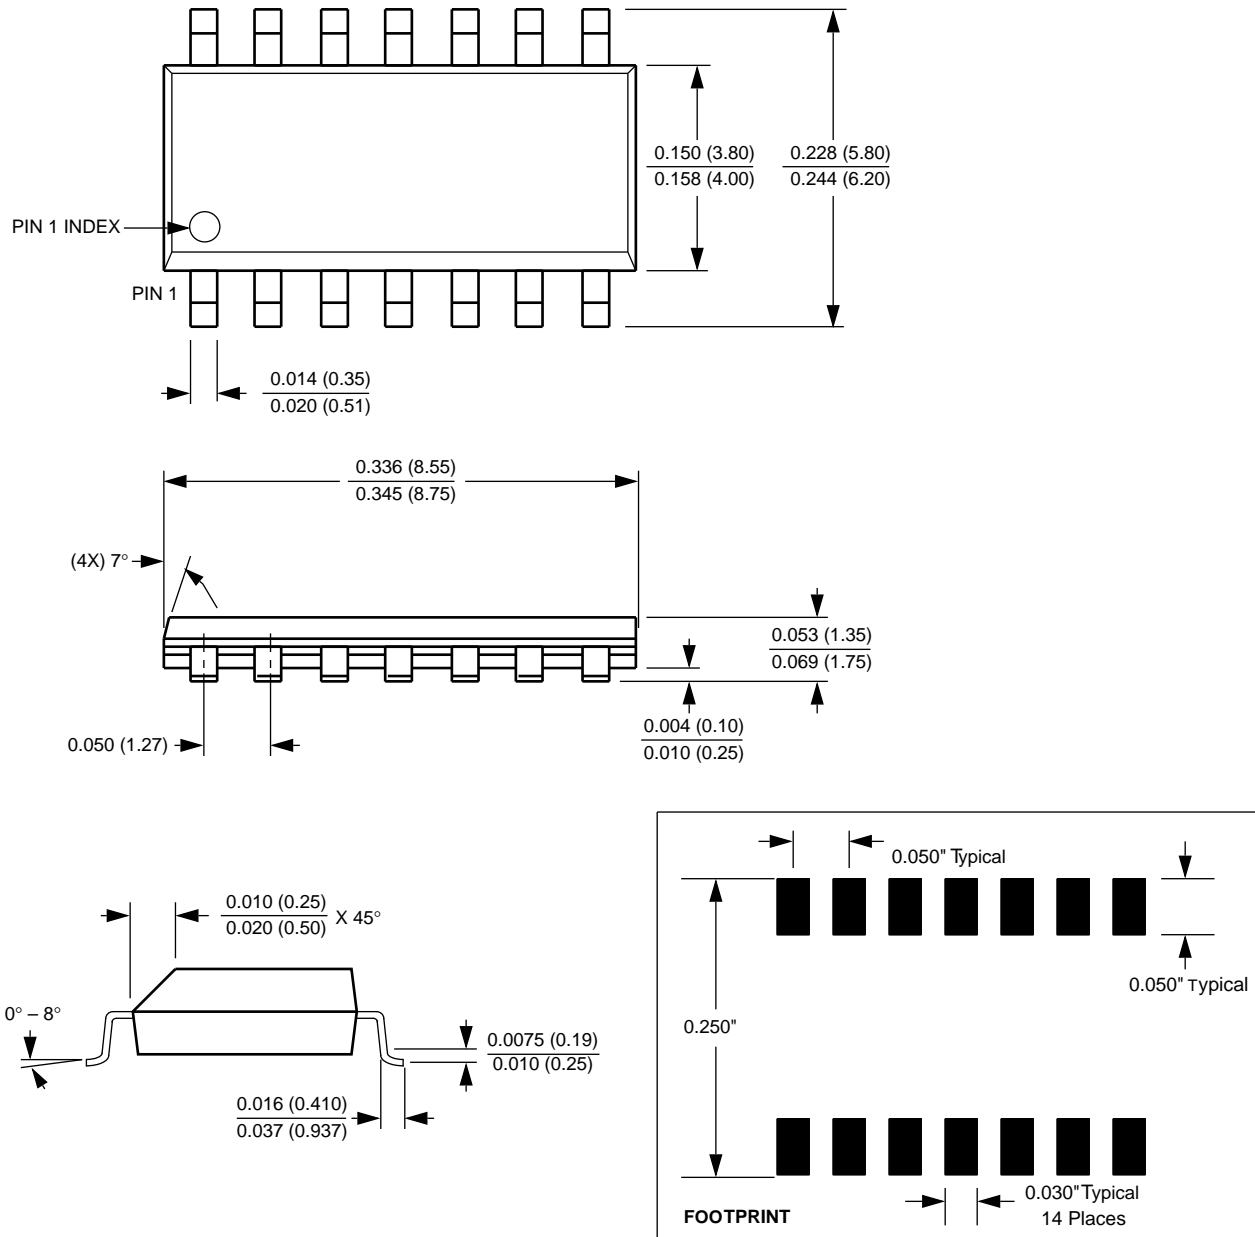 0.150 (3.80)
0.158 (4.00)
0.228 (5.80)
0.244 (6.20)
PIN 1 INDEX
PIN 1
0.014 (0.35)
0.020 (0.51)
0.336 (8.55)
0.345 (8.75)
(4X) 7°
0.053 (1.35)
0.069 (1.75)
0.004 (0.10)
0.010 (0.25)
0.050 (1.27)
0.010 (0.25)
0.020 (0.50)
X 45°
0° – 8°
0.0075 (0.19)
0.010 (0.25)
0.016 (0.410)
0.037 (0.937)
0.050" Typical
0.050" Typical
0.250"
0.030" Typical
14 Places
FOOTPRINT